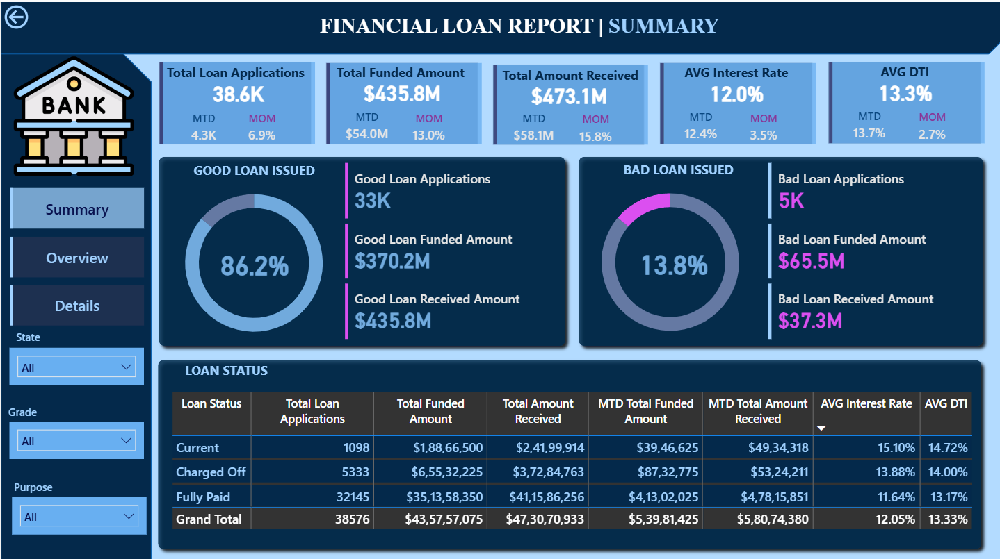 FINANCIAL LOAN REPORT | SUMMARY
BANK
Summary
Overview
Details
State
All
Grade
All
Purpose
All
Total Loan Applications
38.6K
MTD MOM
4.3K 6.9%
Total Funded Amount
$435.8M
MTD MOM
$54.0M 13.0%
Total Amount Received
$473.1M
MTD MOM
$58.1M 15.8%
AVG Interest Rate
12.0%
MTD MOM
12.4% 3.5%
AVG DTI
13.3%
MTD MOM
13.7% 2.7%
GOOD LOAN ISSUED
86.2%
Good Loan Applications
33K
Good Loan Funded Amount
$370.2M
Good Loan Received Amount
$435.8M
BAD LOAN ISSUED
13.8%
Bad Loan Applications
5K
Bad Loan Funded Amount
$65.5M
Bad Loan Received Amount
$37.3M
LOAN STATUS
Loan Status Total Loan Applications Total Funded Amount Total Amount Received MTD Total Funded Amount MTD Total Amount Received AVG Interest Rate AVG DTI
Current 1098 $1,88,66,500 $2,41,99,914 $39,46,625 $49,34,318 15.10% 14.72%
Charged Off 5333 $6,55,32,225 $3,72,84,763 $87,32,775 $53,24,211 13.88% 14.00%
Fully Paid 32145 $35,13,58,350 $41,15,86,256 $4,13,02,025 $4,78,15,851 11.64% 13.17%
Grand Total 38576 $43,57,57,075 $47,30,70,933 $5,39,81,425 $5,80,74,380 12.05% 13.33%